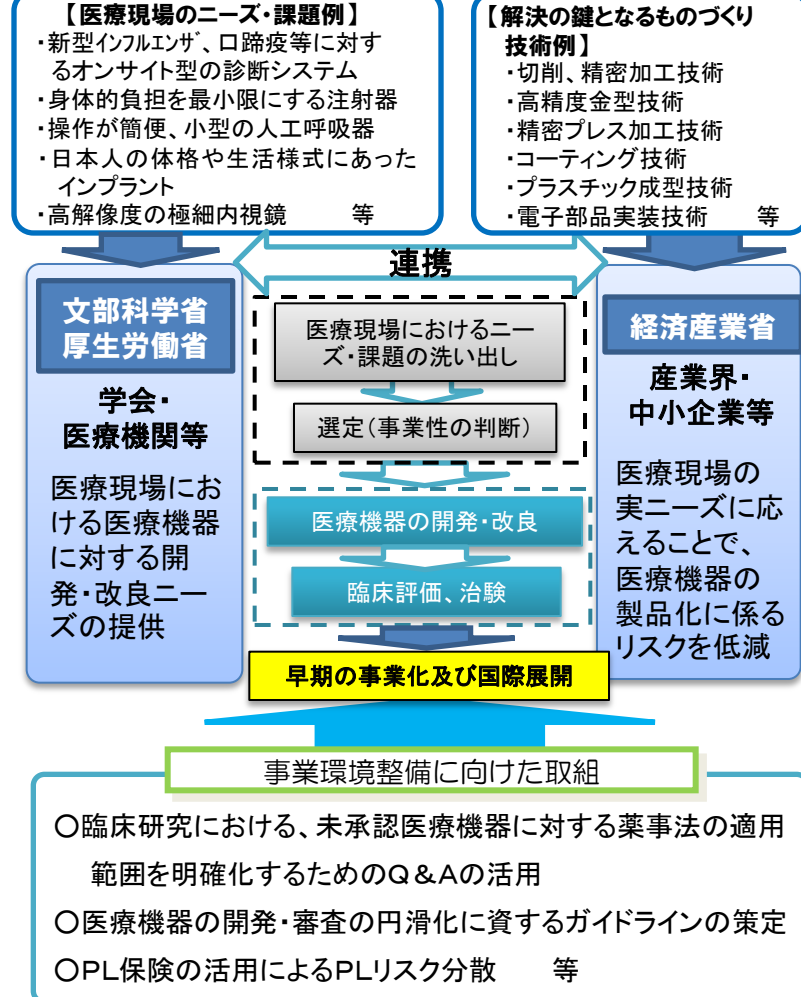 【医療現場のニーズ・課題例】
・新型インフルエンザ、口蹄疫等に対す
るオンサイト型の診断システム
・身体的負担を最小限にする注射器
・操作が簡便、小型の人工呼吸器
・日本人の体格や生活様式にあった
インプラント
・高解像度の極細内視鏡　　等
【解決の鍵となるものづくり
技術例】
・切削、精密加工技術
・高精度金型技術
・精密プレス加工技術
・コーティング技術
・プラスチック成型技術
・電子部品実装技術　　等
連携
文部科学省
厚生労働省
学会・
医療機関等
医療現場にお
ける医療機器
に対する開
発・改良ニー
ズの提供
医療現場におけるニー
ズ・課題の洗い出し
選定（事業性の判断）
医療機器の開発・改良
臨床評価、治験
早期の事業化及び国際展開
経済産業省
産業界・
中小企業等
医療現場の
実ニーズに応
えることで、
医療機器の
製品化に係る
リスクを低減
事業環境整備に向けた取組
○臨床研究における、未承認医療機器に対する薬事法の適用
範囲を明確化するためのＱ＆Ａの活用
○医療機器の開発・審査の円滑化に資するガイドラインの策定
○PL保険の活用によるPLリスク分散　　等